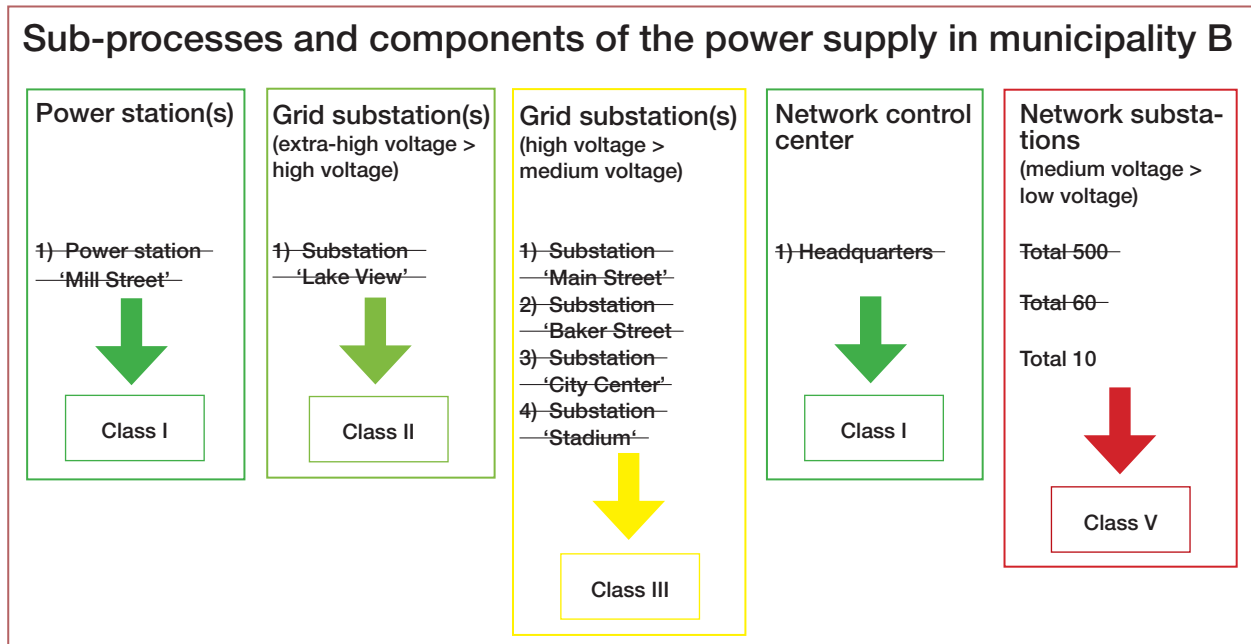 Sub-processes and components of the power supply in municipality B
Power station(s)
1) Power station
‘Mill Street’
Class I
Grid substation(s)
(extra-high voltage >
high voltage)
1) Substation
‘Lake View’
Class II
Grid substation(s)
(high voltage >
medium voltage)
1) Substation
‘Main Street’
2) Substation
‘Baker Street
3) Substation
‘City Center’
4) Substation
‘Stadium‘
Class III
Network control
center
1) Headquarters
Class I
Network substa-
tions
(medium voltage >
low voltage)
Total 500
Total 60
Total 10
Class V